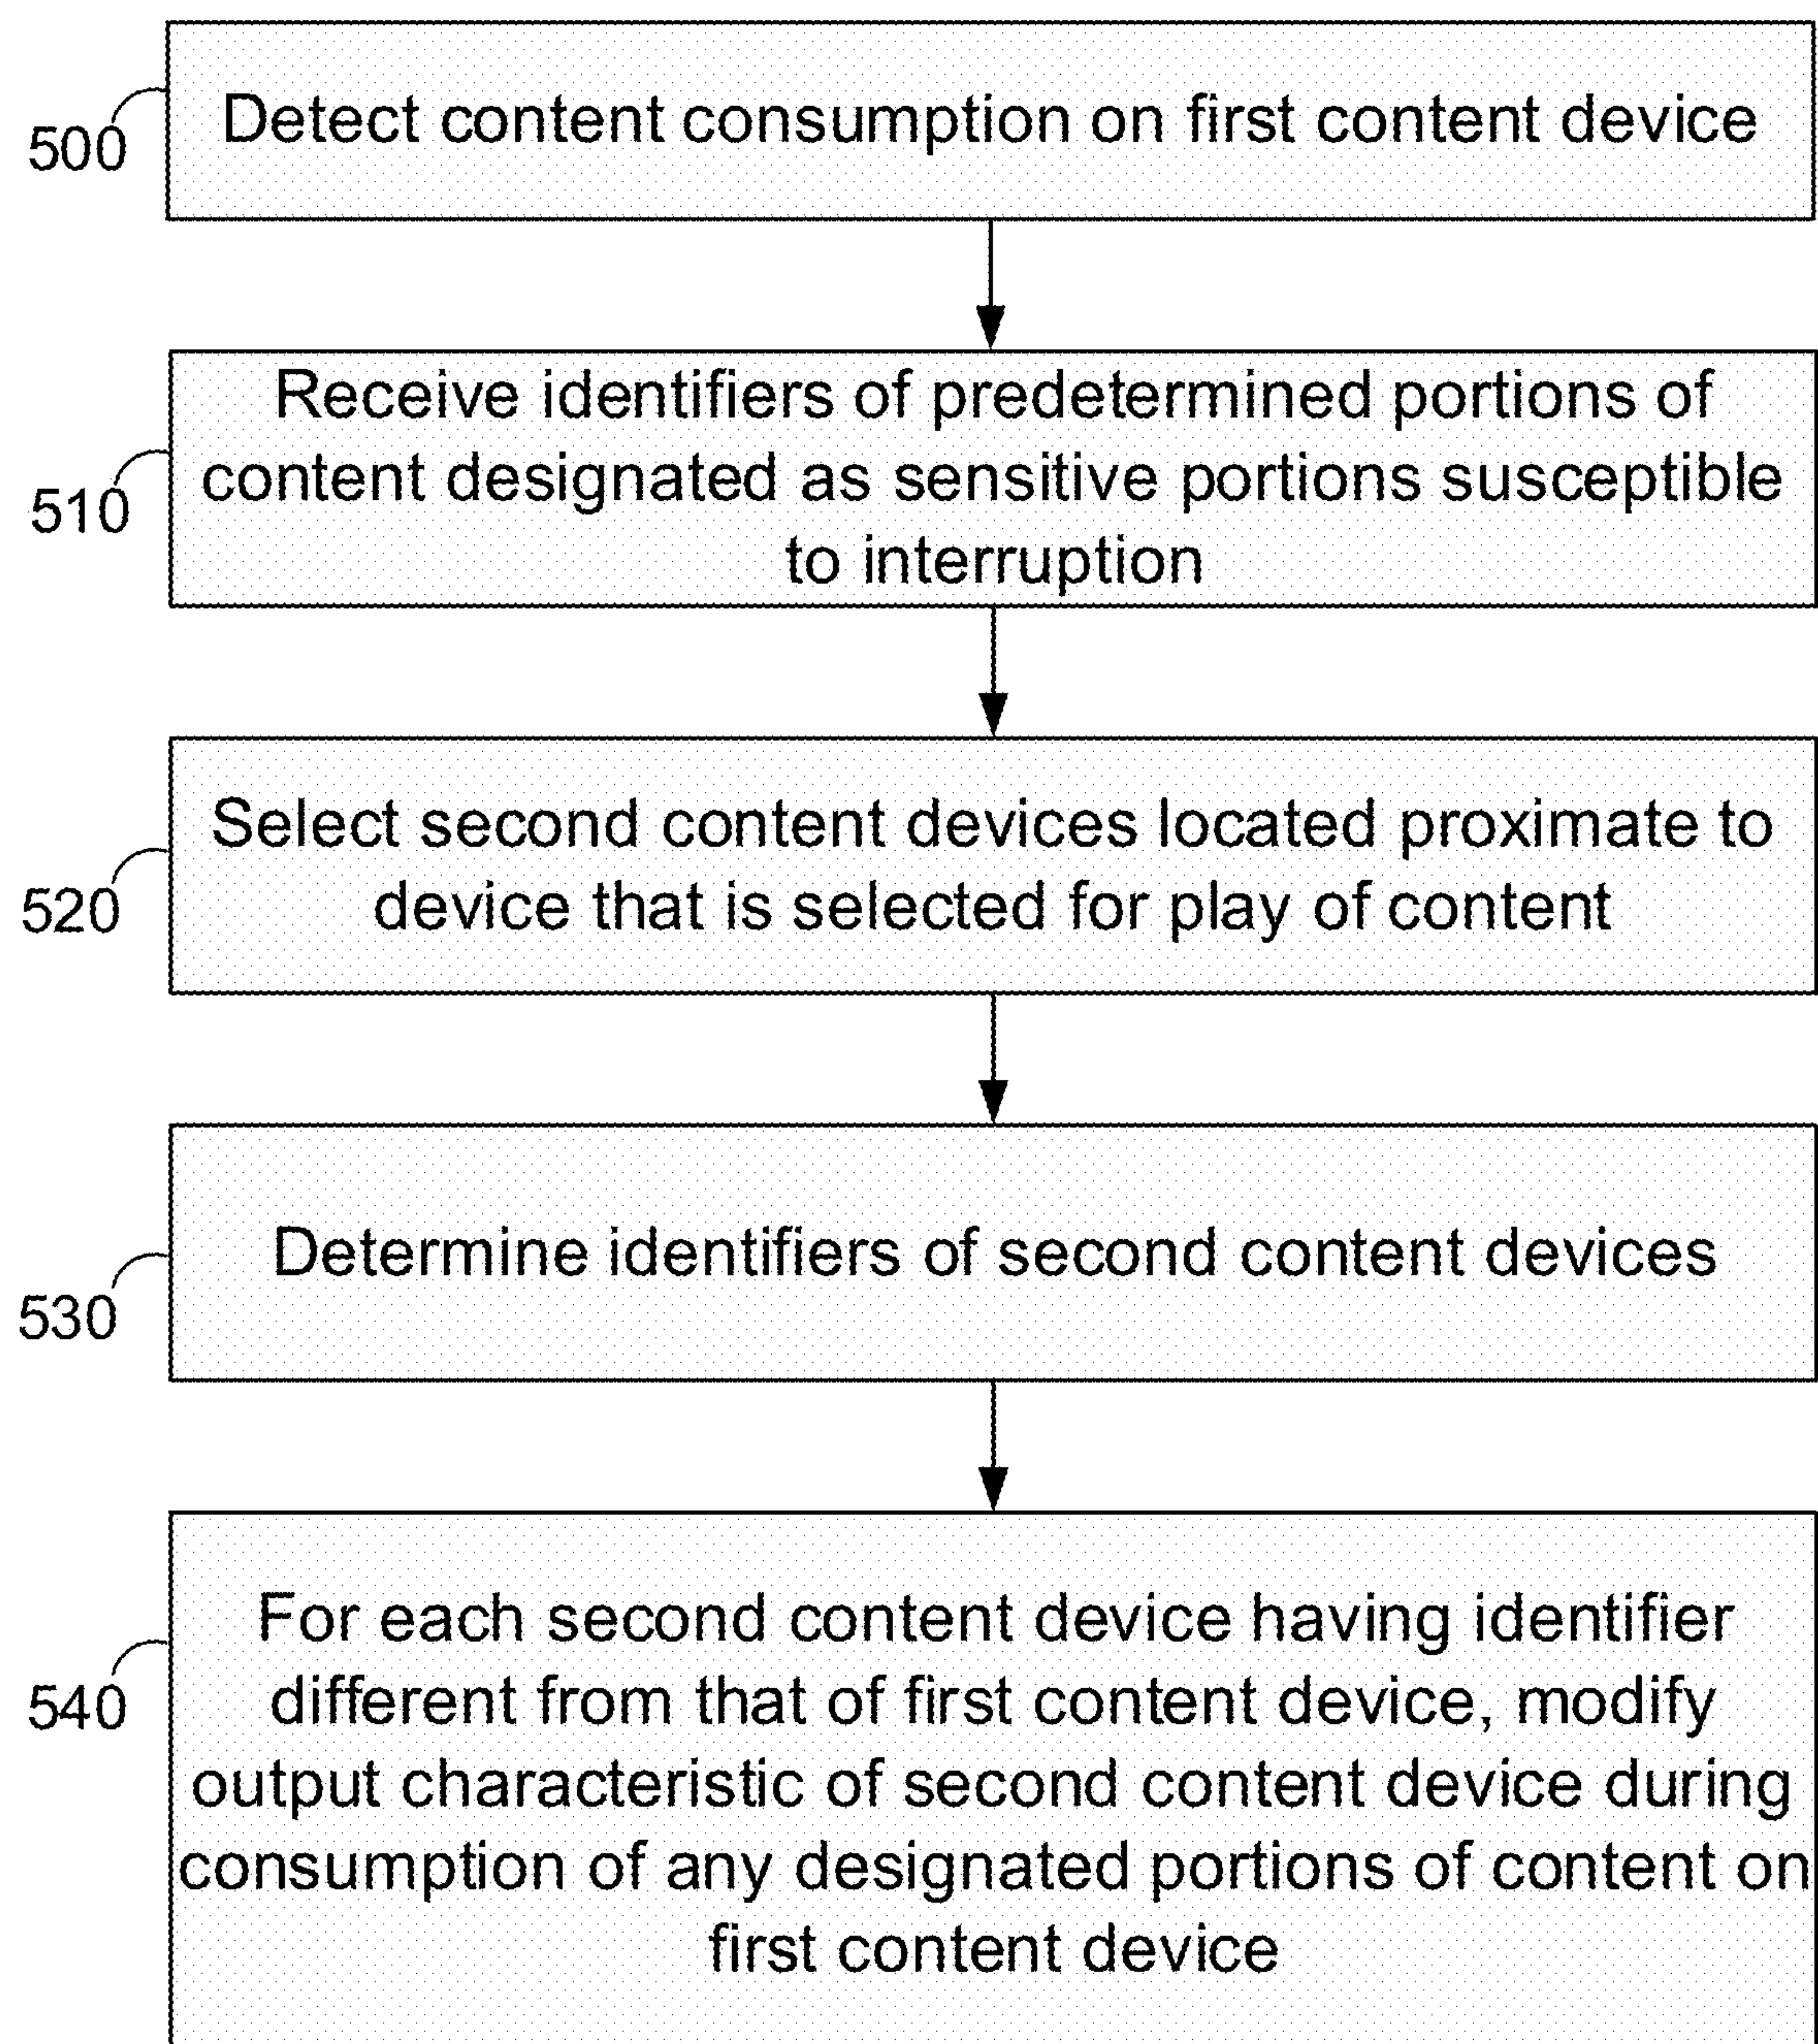 500
Detect content consumption on first content device
510
Receive identifiers of predetermined portions of
content designated as sensitive portions susceptible
to interruption
520
Select second content devices located proximate to
device that is selected for play of content
530
Determine identifiers of second content devices
540
For each second content device having identifier
different from that of first content device, modify
output characteristic of second content device during
consumption of any designated portions of content on
first content device